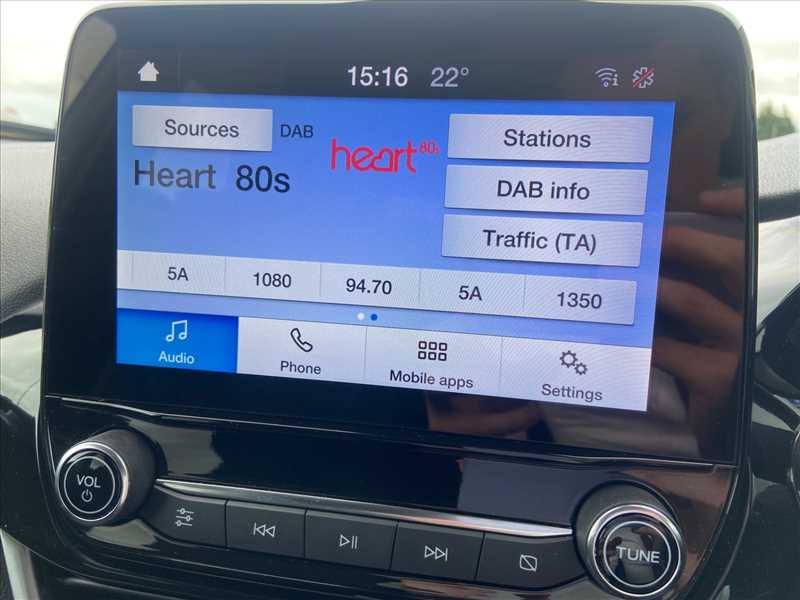 15:16 22°
Sources DAB
heart 80s
Stations
Heart 80s
DAB info
Traffic (TA)
5A 1080 94.70 5A 1350
Audio Phone Mobile apps Settings
VOL
TUNE